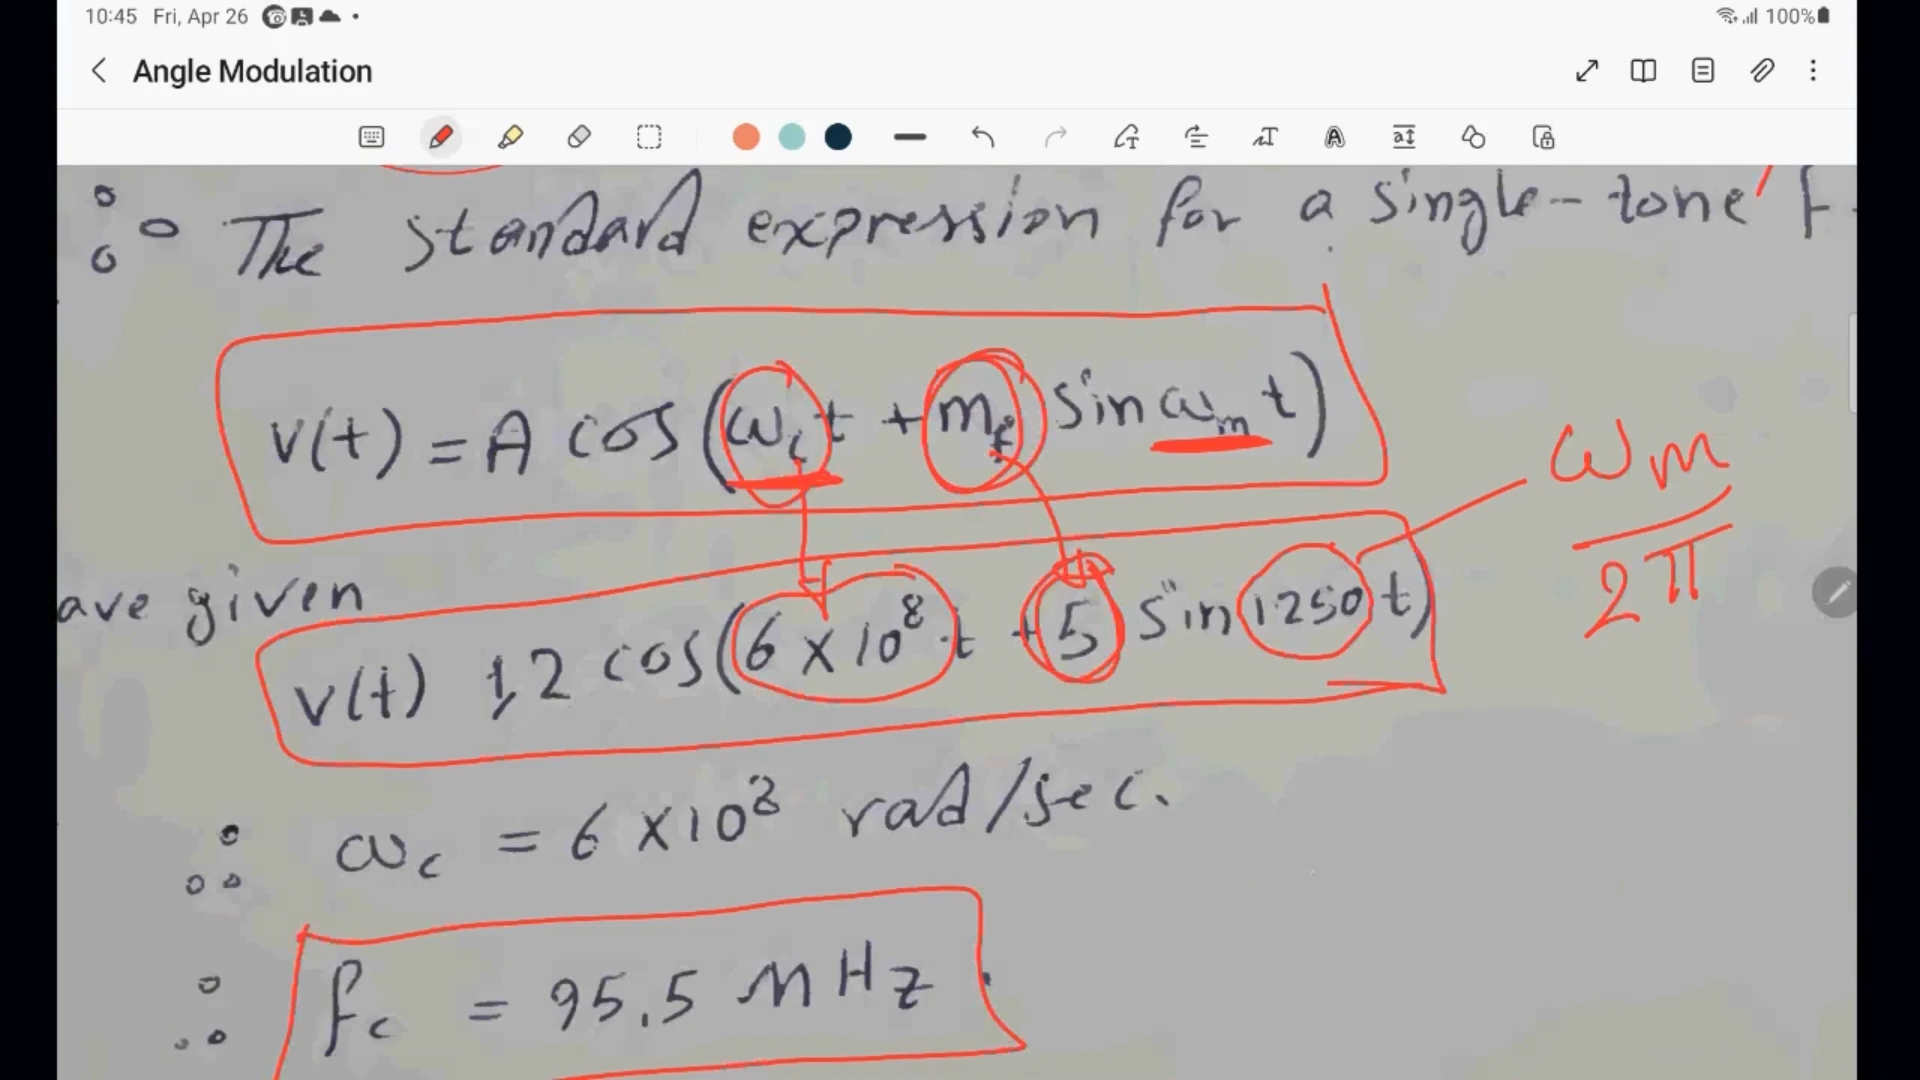 10:45 Fri, Apr 26
100%
Angle Modulation
The standard expression for a single-tone f
v(t) = A cos(ωct + mf sin ωm t)
ωm
2π
ave given
v(t) 12 cos(6 x 10⁸ t + 5 sin 1250 t)
ωc = 6 x 10⁸ rad/sec.
fc = 95.5 MHz.